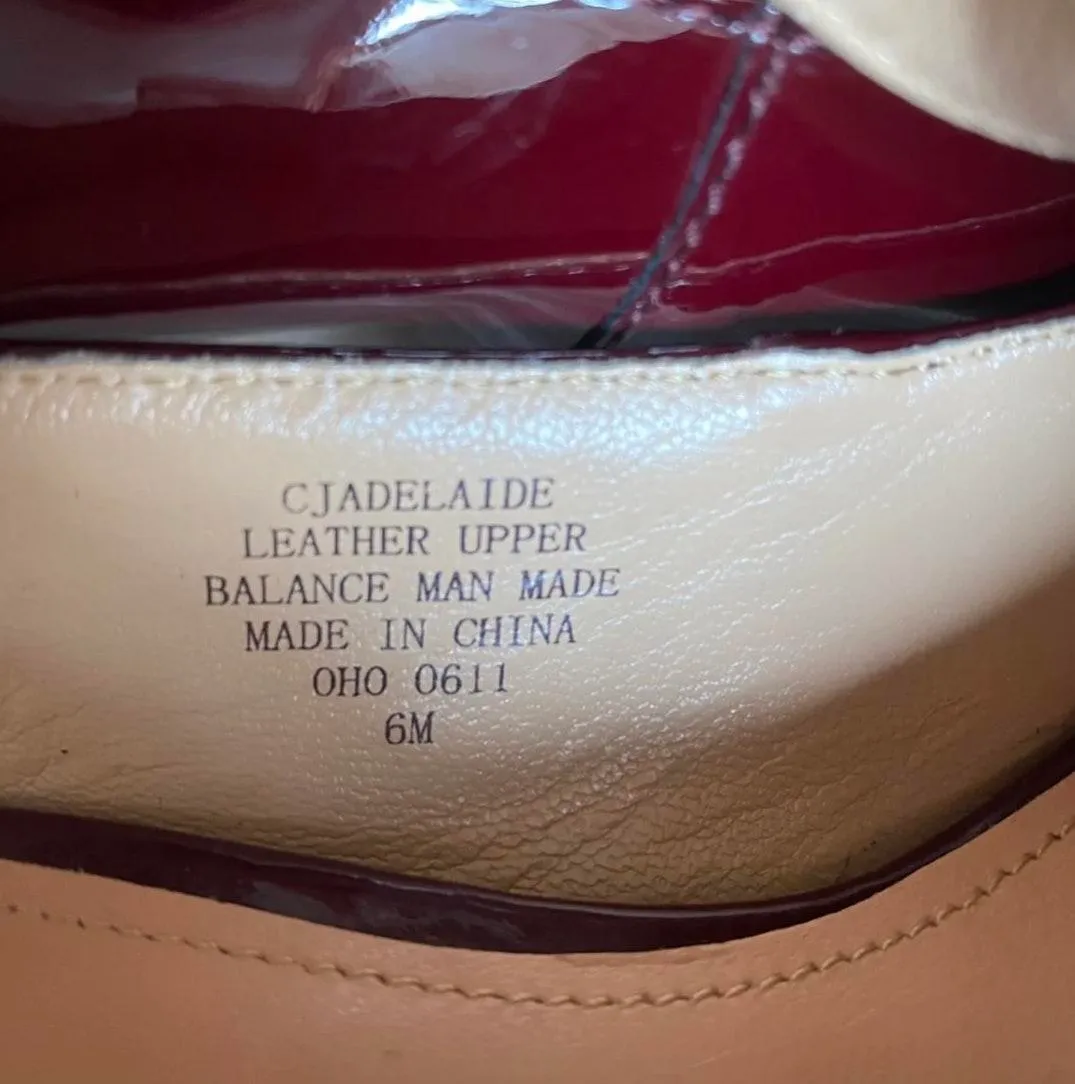 CJADELAIDE
LEATHER UPPER
BALANCE MAN MADE
MADE IN CHINA
OHO 0611
6M